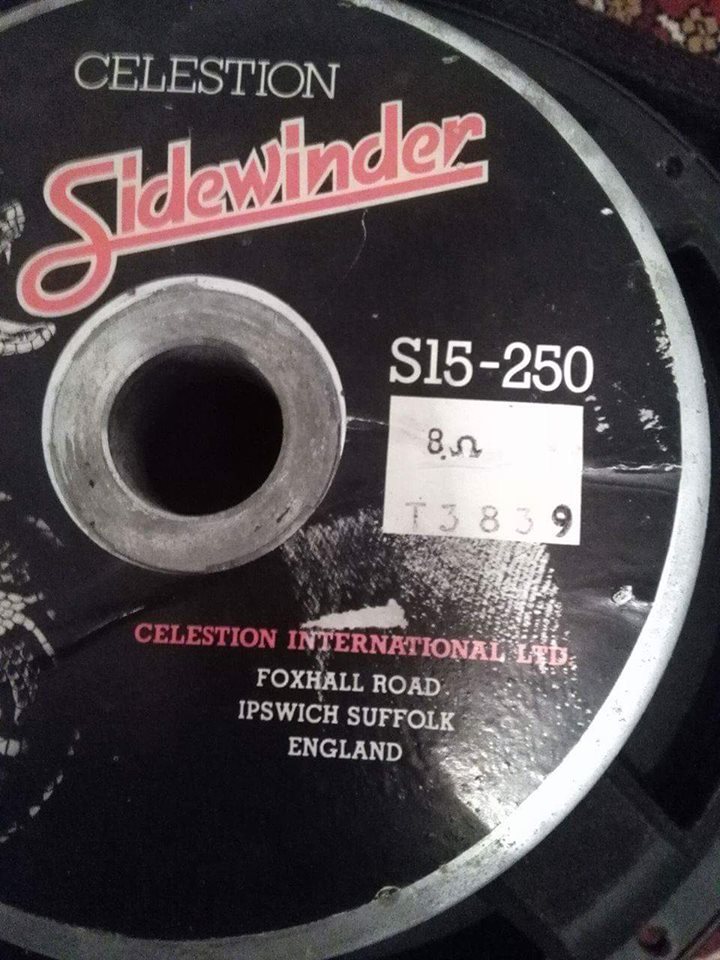 CELESTION
Sidewinder
S15-250
8Ω
T3839
CELESTION INTERNATIONAL LTD.
FOXHALL ROAD
IPSWICH SUFFOLK
ENGLAND